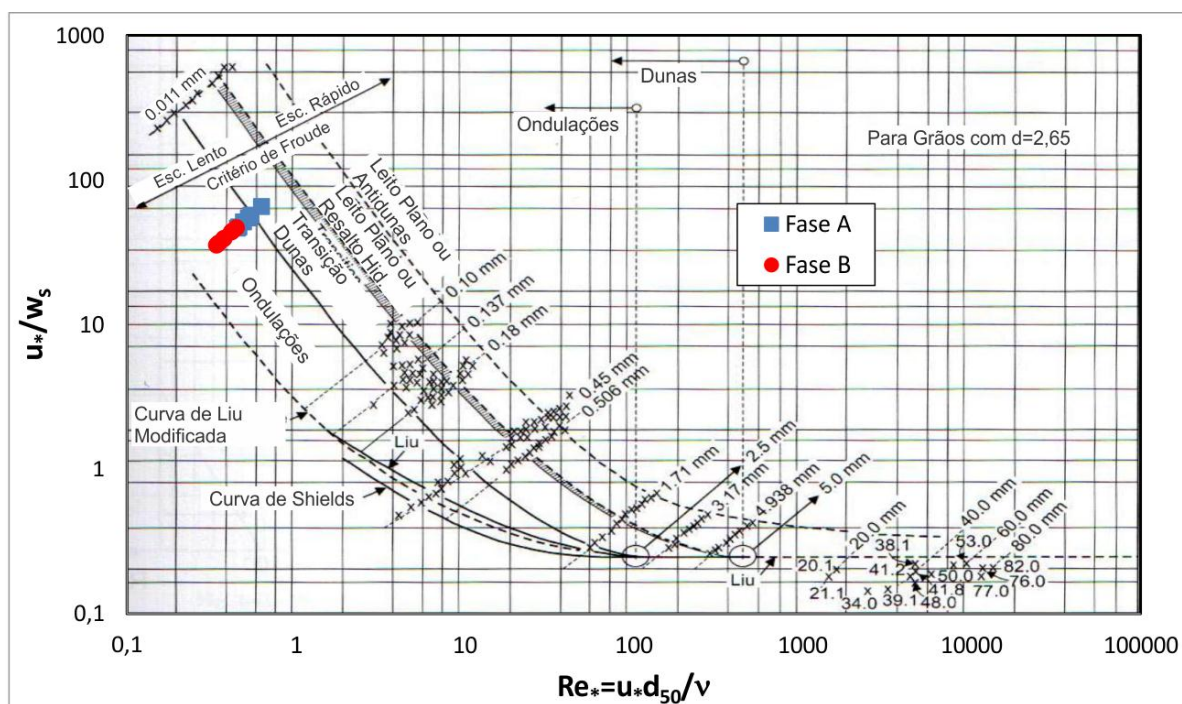 1000
100
10
1
0,1
u*/ws
0,1
1
10
100
1000
10000
100000
Re*=u*d50/ν
Dunas
Ondulações
Para Grãos com d=2,65
Fase A
Fase B
0.011 mm
Esc. Rápido
Esc. Lento
Critério de Froude
Leito Plano ou
Antidunas
Leito Plano ou
Resalto Hid.
Transição
Dunas
Ondulações
0.10 mm
0.137 mm
0.18 mm
0.45 mm
0.506 mm
Curva de Liu
Modificada
Liu
Curva de Shields
1.71 mm
2.5 mm
3.17 mm
4.938 mm
5.0 mm
Liu
20.0 mm
40.0 mm
60.0 mm
80.0 mm
38.1
53.0
20.1
41.2
50.0
82.0
76.0
21.1
34.0
39.1
48.0
41.8
77.0